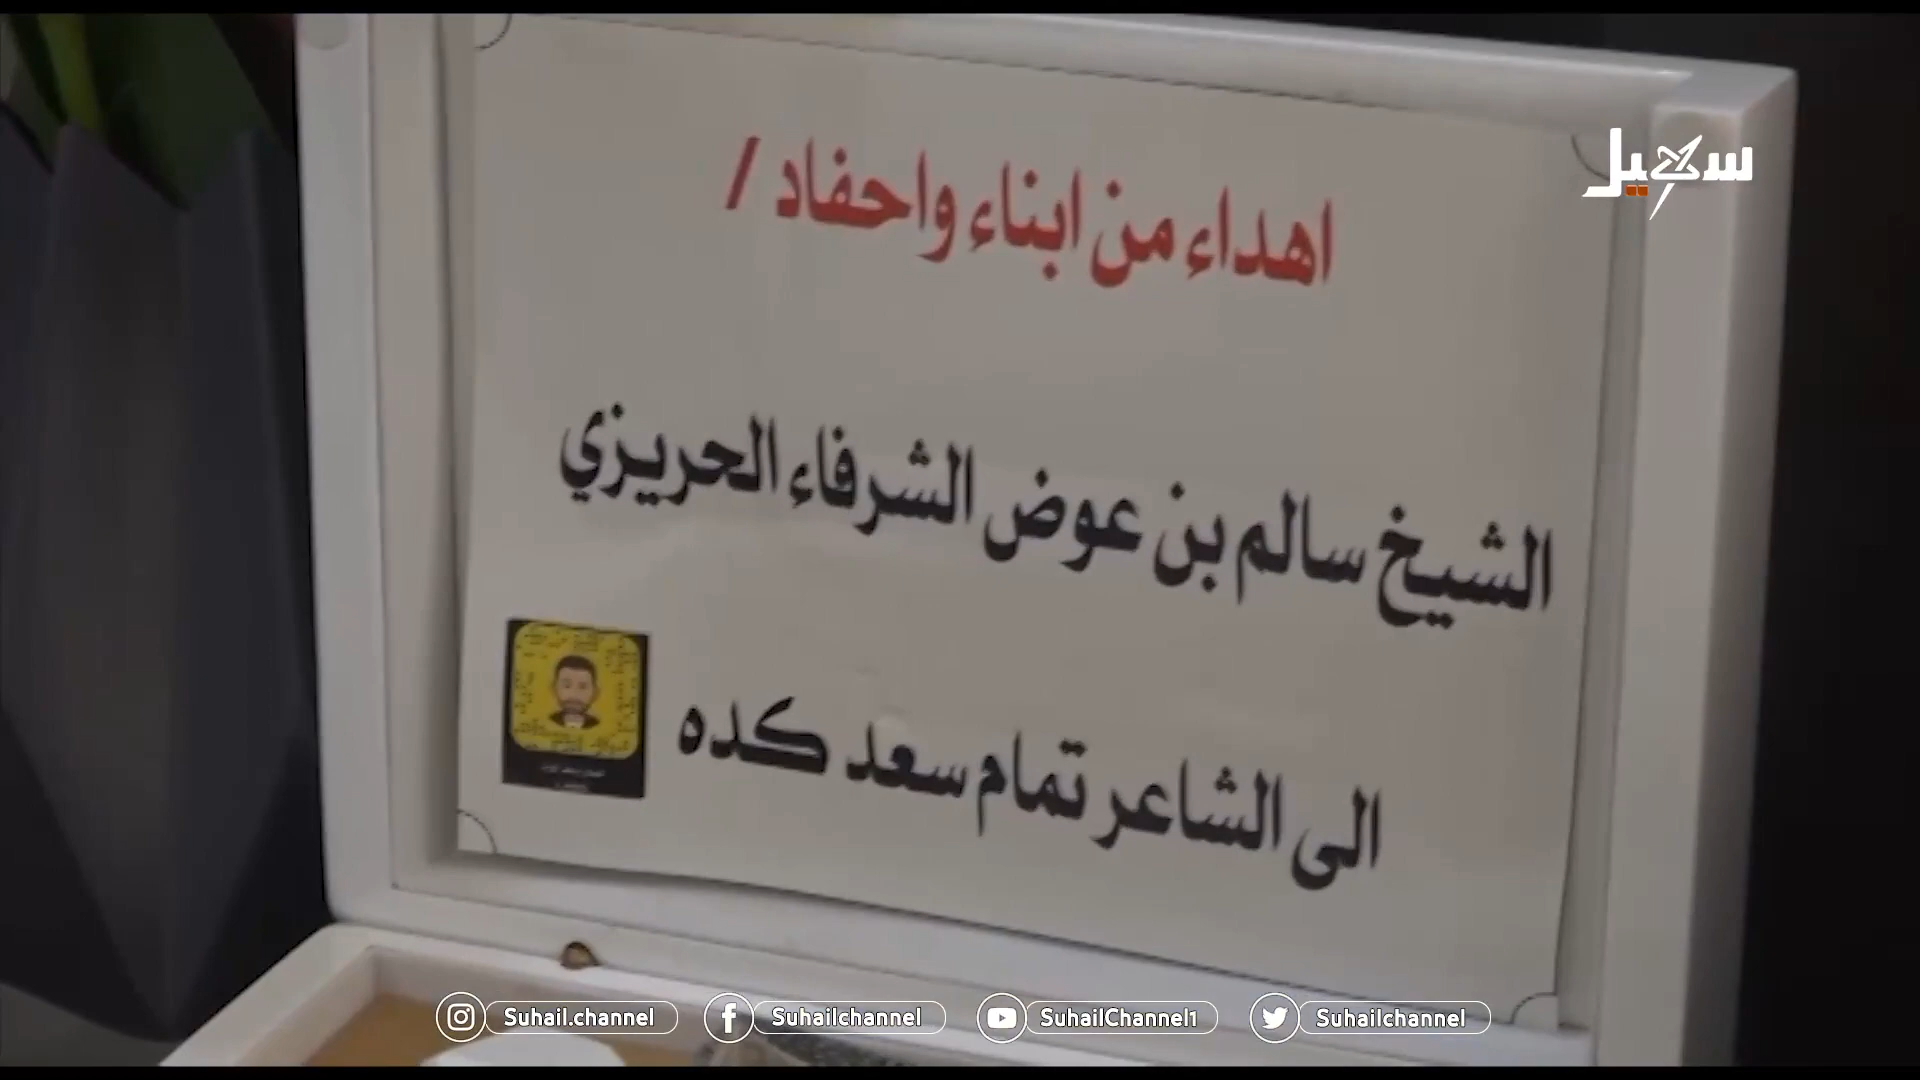 سهيل
اهداء من ابناء واحفاد /
الشيخ سالم بن عوض الشرفاء الحريزي
الى الشاعر تمام سعد كده
Suhail.channel
Suhailchannel
SuhailChannel1
Suhailchannel